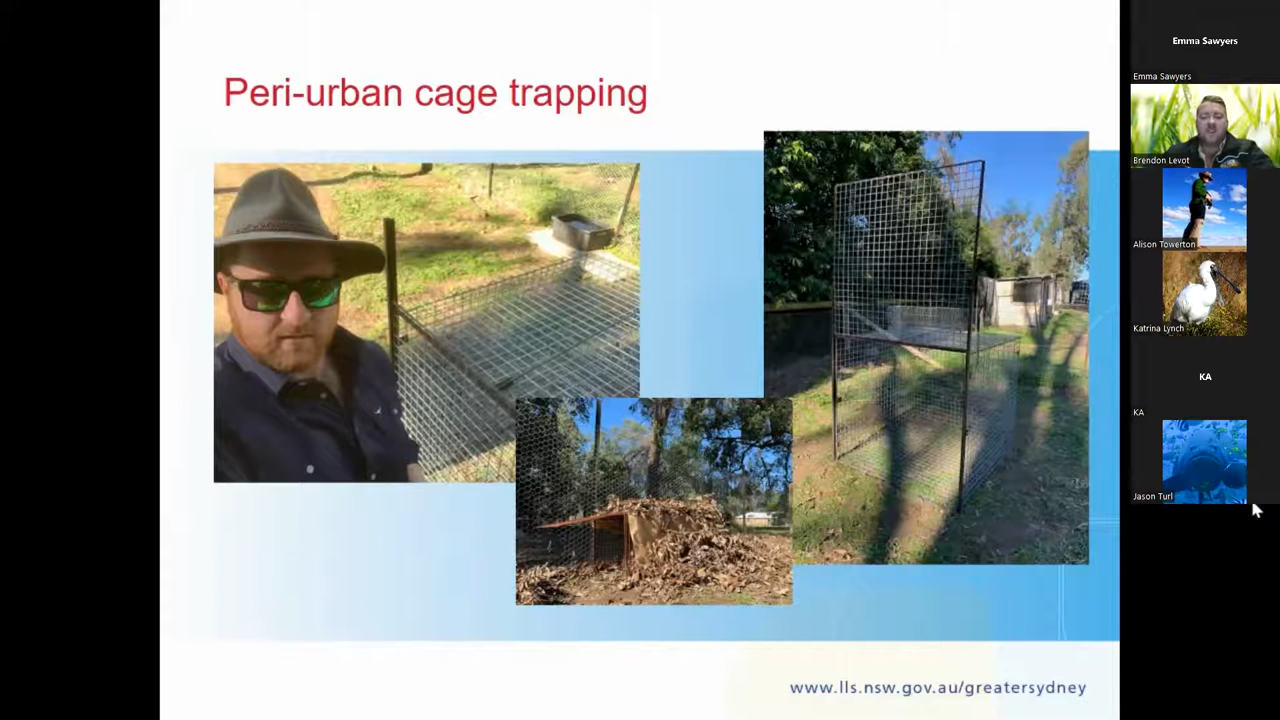 Peri-urban cage trapping
www.lls.nsw.gov.au/greatersydney
Emma Sawyers
Emma Sawyers
Brendon Levot
Alison Towerton
Katrina Lynch
KA
KA
Jason Turl